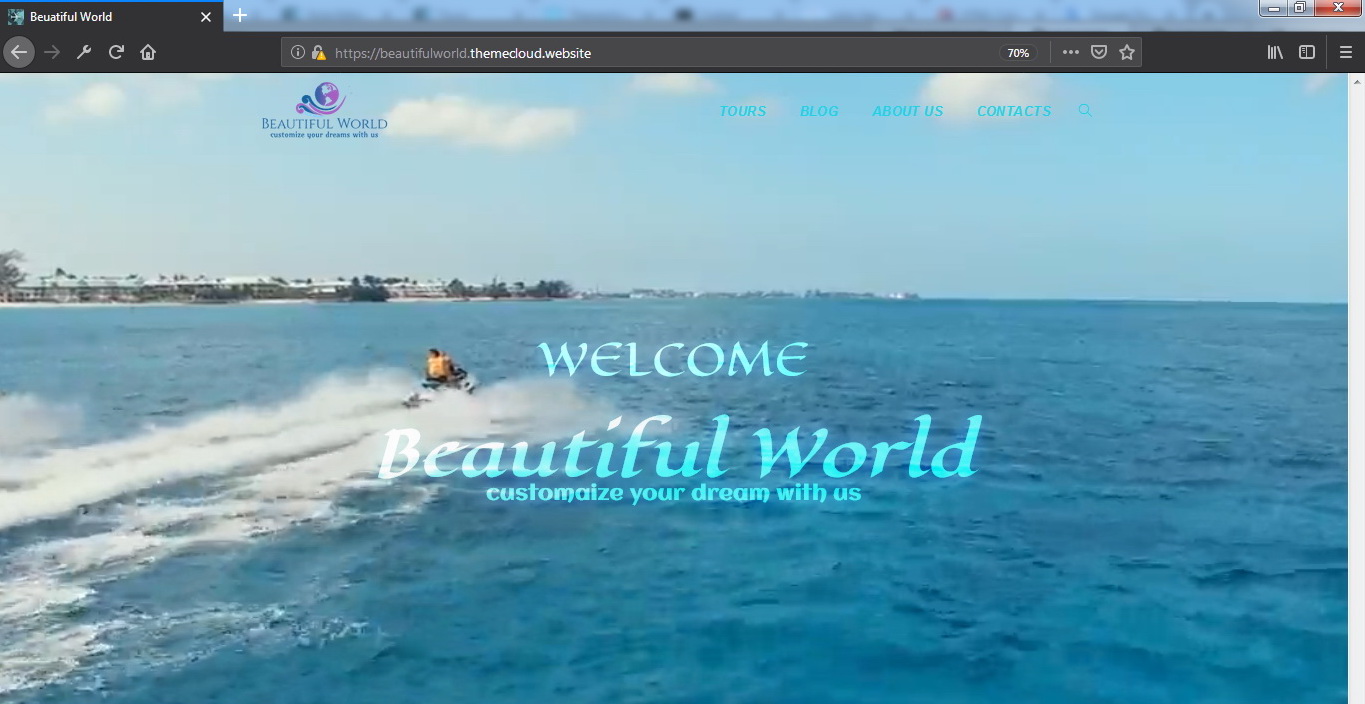 Beuatiful World
https://beautifulworld.themecloud.website
70%
BEAUTIFUL WORLD
customize your dreams with us
TOURS BLOG ABOUT US CONTACTS
WELCOME
Beautiful World
customaize your dream with us